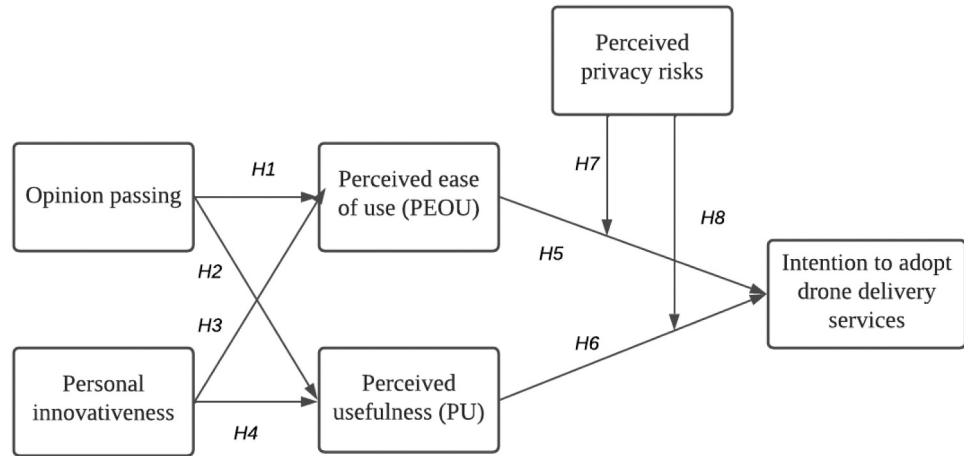 Perceived
privacy risks
H7
H8
Opinion passing
H1
Perceived ease
of use (PEOU)
H2
H3
H5
Intention to adopt
drone delivery
services
Personal
innovativeness
H4
Perceived
usefulness (PU)
H6